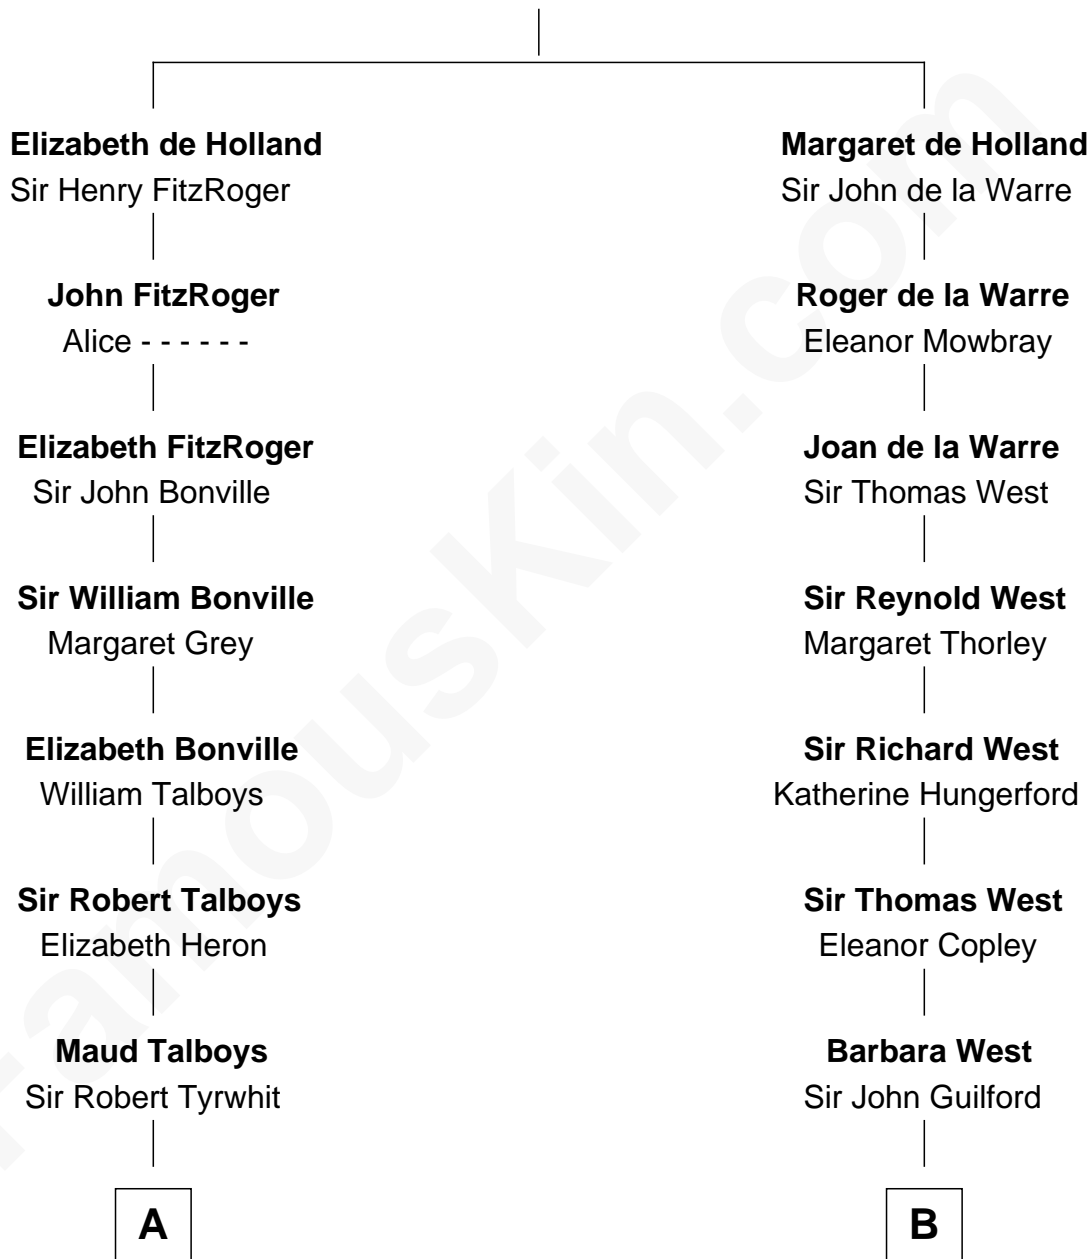 Elizabeth de Holland
Sir Henry FitzRoger
John FitzRoger
Alice - - - - - -
Elizabeth FitzRoger
Sir John Bonville
Sir William Bonville
Margaret Grey
Elizabeth Bonville
William Talboys
Sir Robert Talboys
Elizabeth Heron
Maud Talboys
Sir Robert Tyrwhit
A
Margaret de Holland
Sir John de la Warre
Roger de la Warre
Eleanor Mowbray
Joan de la Warre
Sir Thomas West
Sir Reynold West
Margaret Thorley
Sir Richard West
Katherine Hungerford
Sir Thomas West
Eleanor Copley
Barbara West
Sir John Guilford
B
FamousKin.com